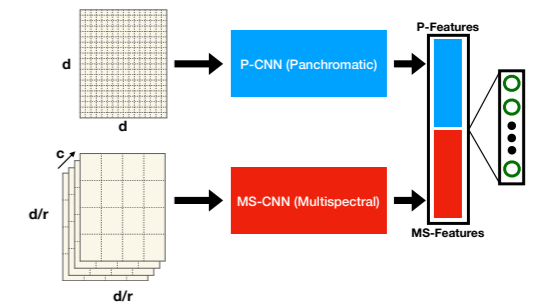 P-Features
d
P-CNN (Panchromatic)
d
c
d/r
MS-CNN (Multispectral)
MS-Features
d/r